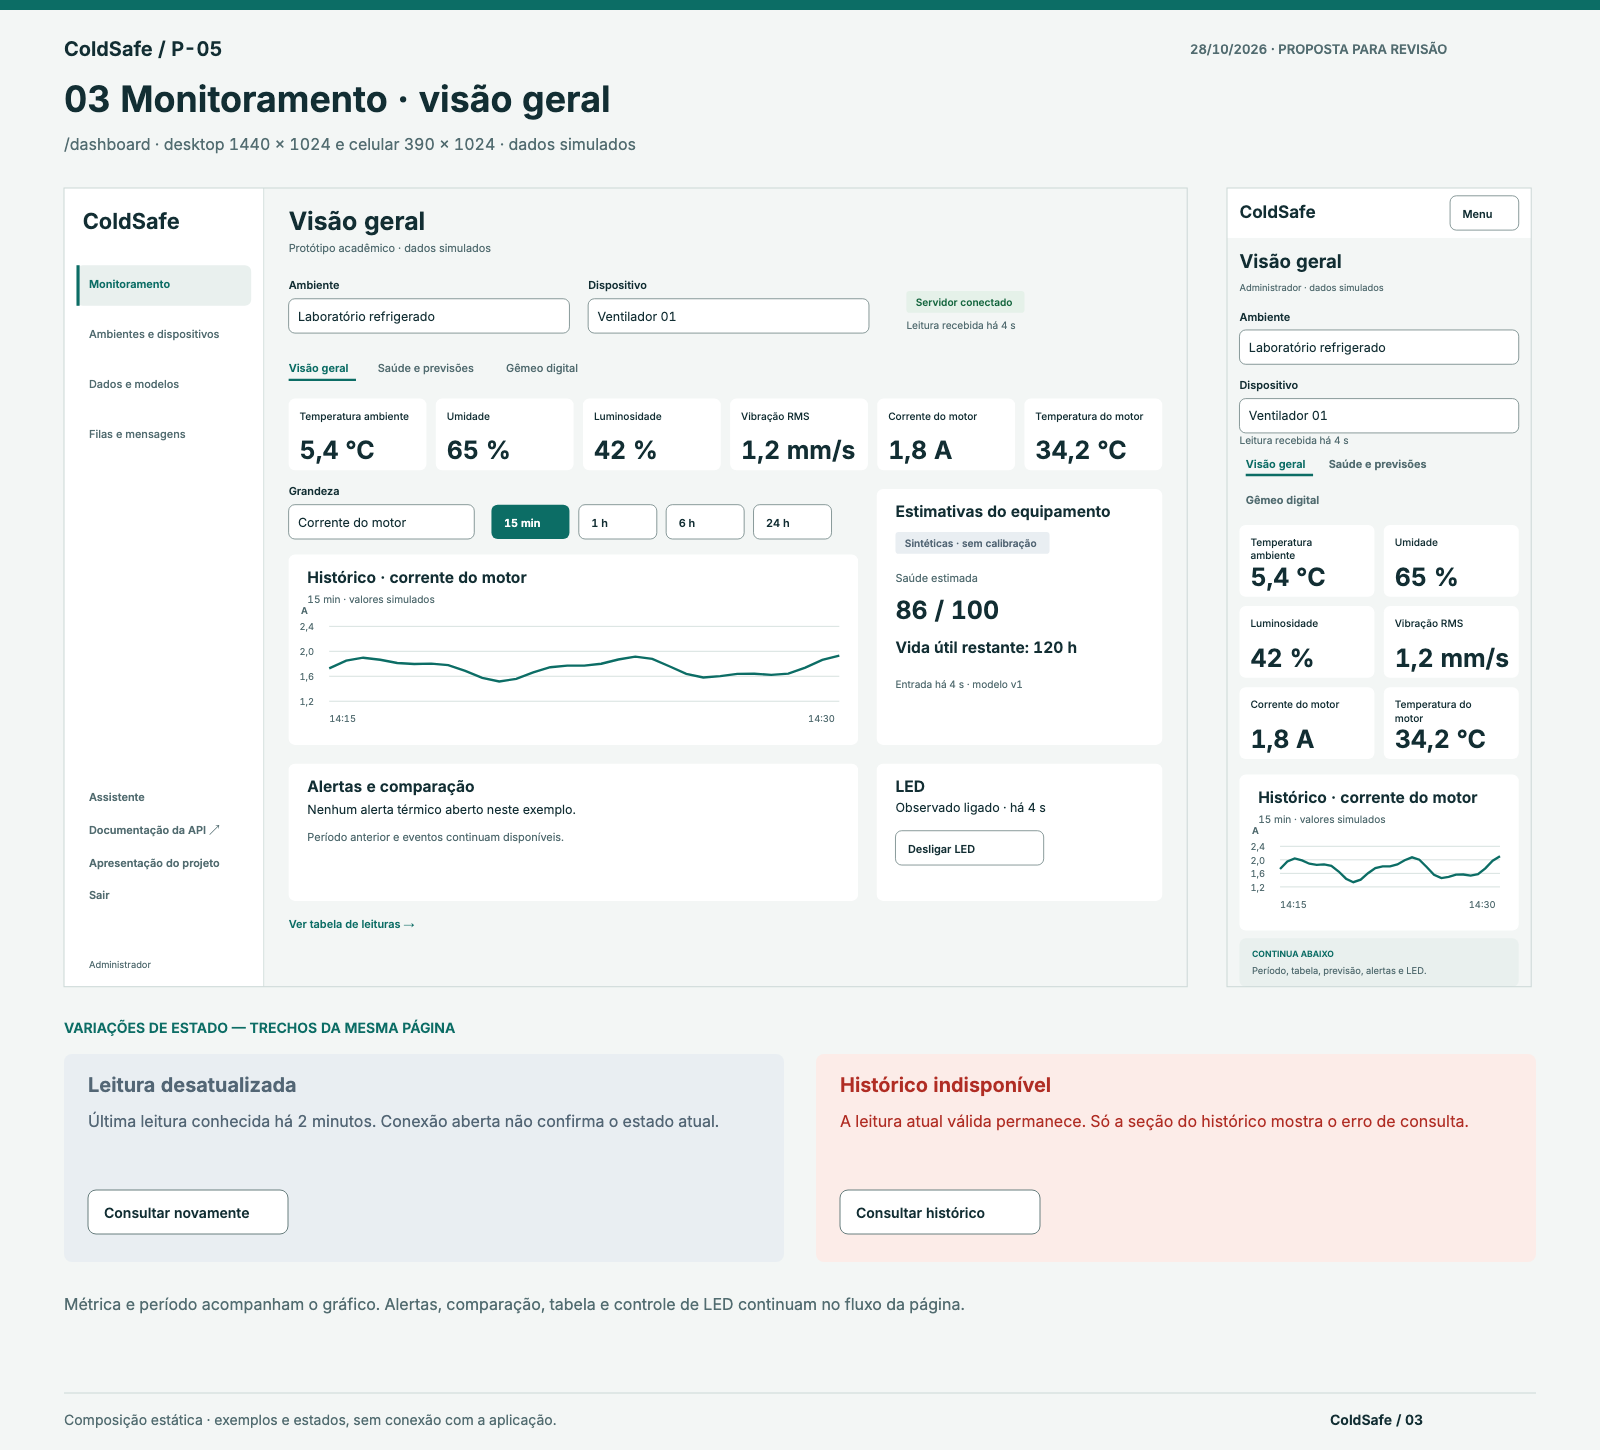 ColdSafe / P-05
28/10/2026 · PROPOSTA PARA REVISÃO
03 Monitoramento · visão geral
/dashboard · desktop 1440 × 1024 e celular 390 × 1024 · dados simulados
ColdSafe
Monitoramento
Ambientes e dispositivos
Dados e modelos
Filas e mensagens
Assistente
Documentação da API ↗
Apresentação do projeto
Sair
Administrador
Visão geral
Protótipo acadêmico · dados simulados
Ambiente
Laboratório refrigerado
Dispositivo
Ventilador 01
Servidor conectado
Leitura recebida há 4 s
Visão geral
Saúde e previsões
Gêmeo digital
Temperatura ambiente
5,4 °C
Umidade
65 %
Luminosidade
42 %
Vibração RMS
1,2 mm/s
Corrente do motor
1,8 A
Temperatura do motor
34,2 °C
Grandeza
Corrente do motor
15 min
1 h
6 h
24 h
Histórico · corrente do motor
15 min · valores simulados
A
2,4
2,0
1,6
1,2
14:15
14:30
Estimativas do equipamento
Sintéticas · sem calibração
Saúde estimada
86 / 100
Vida útil restante: 120 h
Entrada há 4 s · modelo v1
Alertas e comparação
Nenhum alerta térmico aberto neste exemplo.
Período anterior e eventos continuam disponíveis.
LED
Observado ligado · há 4 s
Desligar LED
Ver tabela de leituras →
ColdSafe
Menu
Visão geral
Administrador · dados simulados
Ambiente
Laboratório refrigerado
Dispositivo
Ventilador 01
Leitura recebida há 4 s
Visão geral
Saúde e previsões
Gêmeo digital
Temperatura
ambiente
5,4 °C
Umidade
65 %
Luminosidade
42 %
Vibração RMS
1,2 mm/s
Corrente do motor
1,8 A
Temperatura do
motor
34,2 °C
Histórico · corrente do motor
15 min · valores simulados
A
2,4
2,0
1,6
1,2
14:15
14:30
CONTINUA ABAIXO
Período, tabela, previsão, alertas e LED.
VARIAÇÕES DE ESTADO — TRECHOS DA MESMA PÁGINA
Leitura desatualizada
Última leitura conhecida há 2 minutos. Conexão aberta não confirma o estado atual.
Consultar novamente
Histórico indisponível
A leitura atual válida permanece. Só a seção do histórico mostra o erro de consulta.
Consultar histórico
Métrica e período acompanham o gráfico. Alertas, comparação, tabela e controle de LED continuam no fluxo da página.
Composição estática · exemplos e estados, sem conexão com a aplicação.
ColdSafe / 03